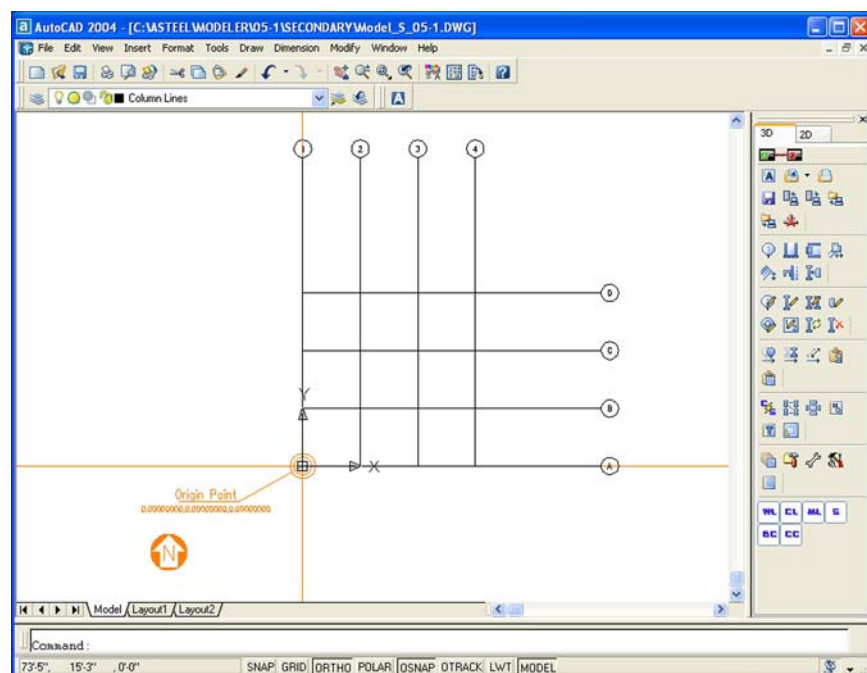 AutoCAD 2004 - [C:\ASTEEL\MODELER\05-1\SECONDARY\Model_S_05-1.DWG]
File Edit View Insert Format Tools Draw Dimension Modify Window Help
Column Lines
3D 2D
1 2 3 4
D
C
Y
B
X A
Origin Point
0.00000000,0.00000000,0.00000000
N
WL CL ML S
BC CC
Model Layout1 Layout2
Command:
73'-5", 15'-3" ,0'-0" SNAP GRID ORTHO POLAR OSNAP OTRACK LWT MODEL